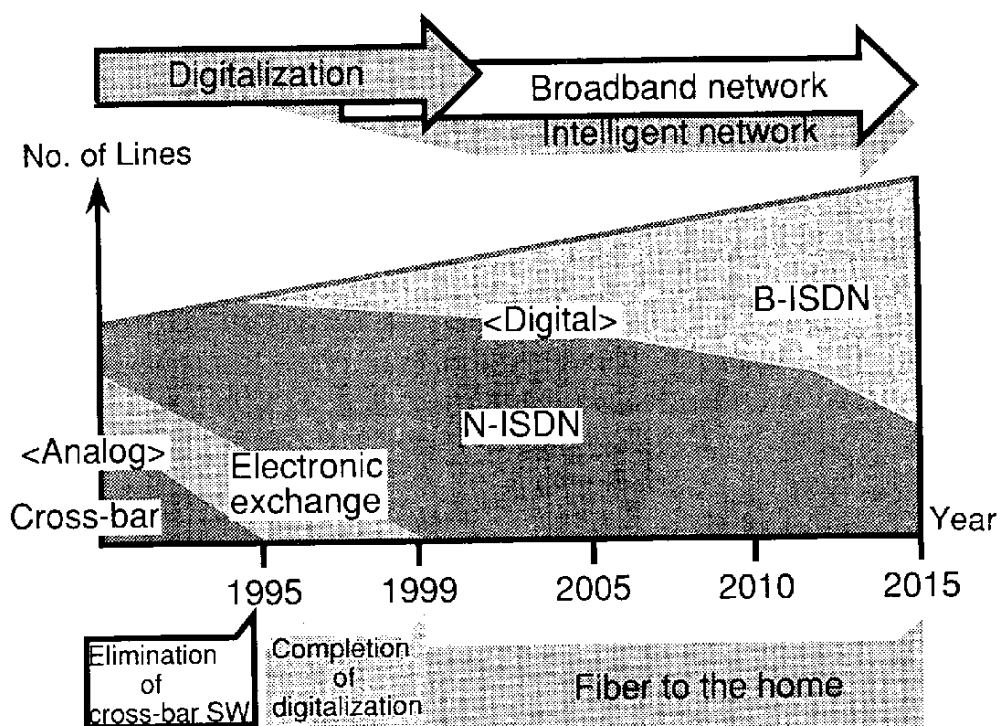 Digitalization
Broadband network
Intelligent network
No. of Lines
B-ISDN
<Digital>
N-ISDN
<Analog>
Electronic
exchange
Cross-bar
Year
1995
1999
2005
2010
2015
Elimination
of
cross-bar SW
Completion
of
digitalization
Fiber to the home